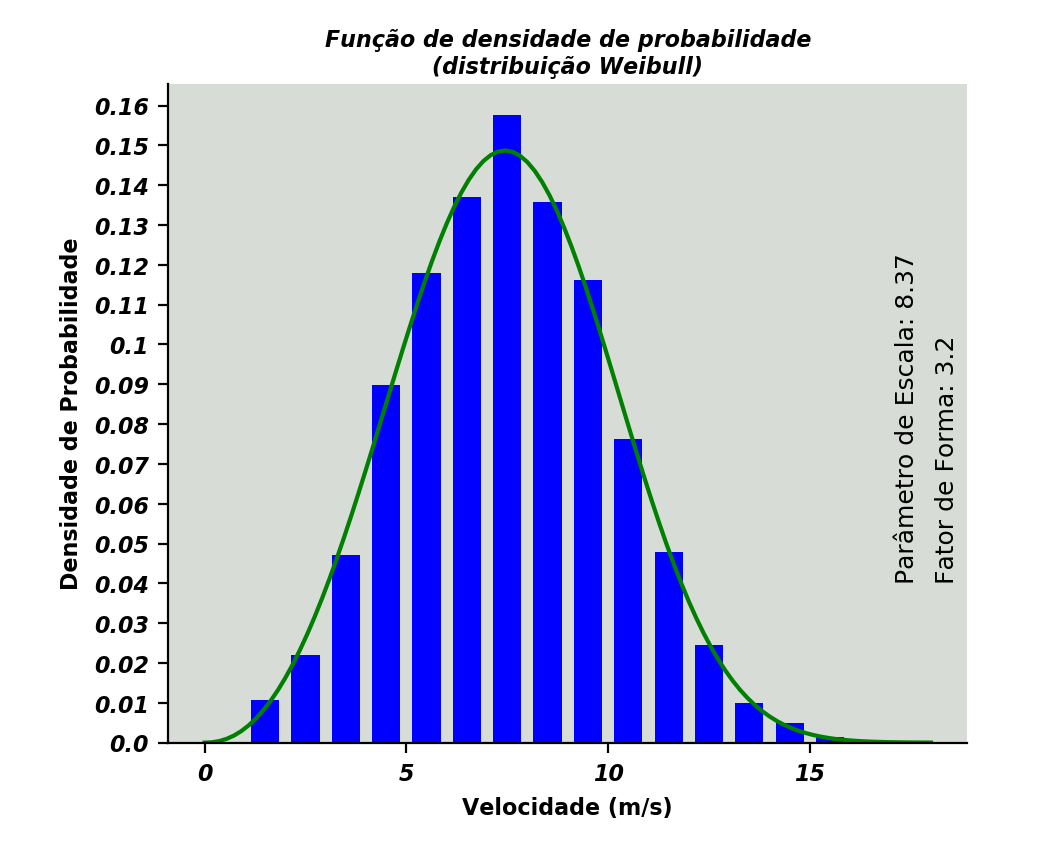 Função de densidade de probabilidade
(distribuição Weibull)
Densidade de Probabilidade
0.16
0.15
0.14
0.13
0.12
0.11
0.1
0.09
0.08
0.07
0.06
0.05
0.04
0.03
0.02
0.01
0.0
0 5 10 15
Velocidade (m/s)
Parâmetro de Escala: 8.37
Fator de Forma: 3.2